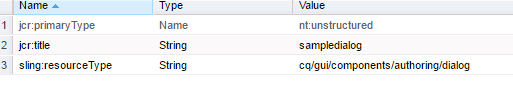 Name Type Value
1 jcr:primaryType Name nt:unstructured
2 jcr:title String sampledialog
3 sling:resourceType String cq/gui/components/authoring/dialog